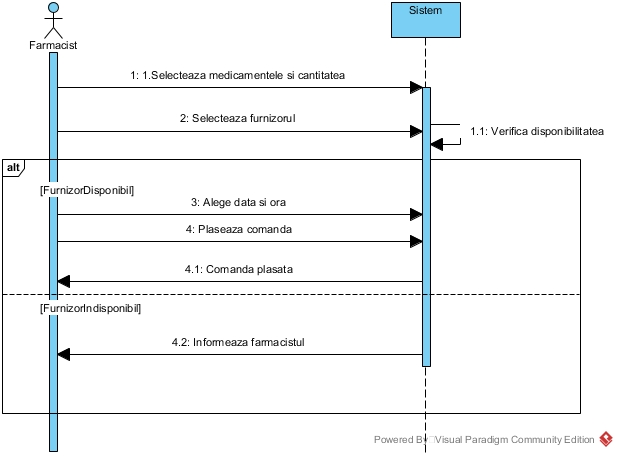 Farmacist
Sistem
1: 1.Selecteaza medicamentele si cantitatea
2: Selecteaza furnizorul
1.1: Verifica disponibilitatea
alt
[FurnizorDisponibil]
3: Alege data si ora
4: Plaseaza comanda
4.1: Comanda plasata
[FurnizorIndisponibil]
4.2: Informeaza farmacistul
Powered By Visual Paradigm Community Edition